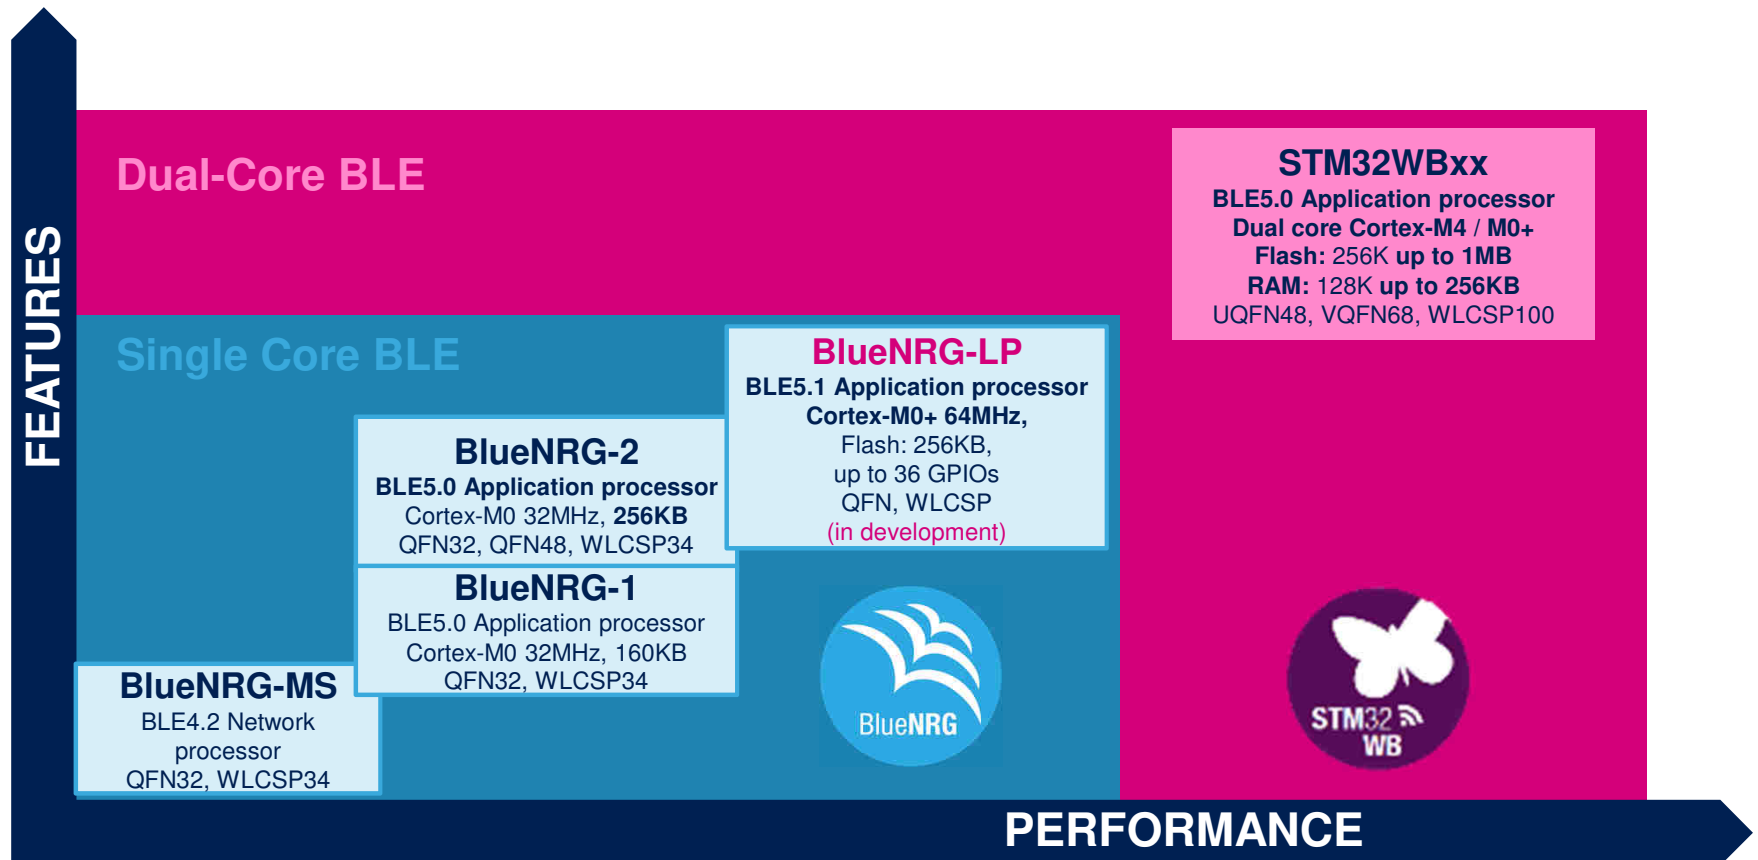 FEATURES
Dual-Core BLE
STM32WBxx
BLE5.0 Application processor
Dual core Cortex-M4 / M0+
Flash: 256K up to 1MB
RAM: 128K up to 256KB
UQFN48, VQFN68, WLCSP100
Single Core BLE
BlueNRG-LP
BLE5.1 Application processor
Cortex-M0+ 64MHz,
Flash: 256KB,
up to 36 GPIOs
QFN, WLCSP
(in development)
BlueNRG-2
BLE5.0 Application processor
Cortex-M0 32MHz, 256KB
QFN32, QFN48, WLCSP34
BlueNRG-1
BLE5.0 Application processor
Cortex-M0 32MHz, 160KB
QFN32, WLCSP34
BlueNRG-MS
BLE4.2 Network
processor
QFN32, WLCSP34
BlueNRG
STM32
WB
PERFORMANCE